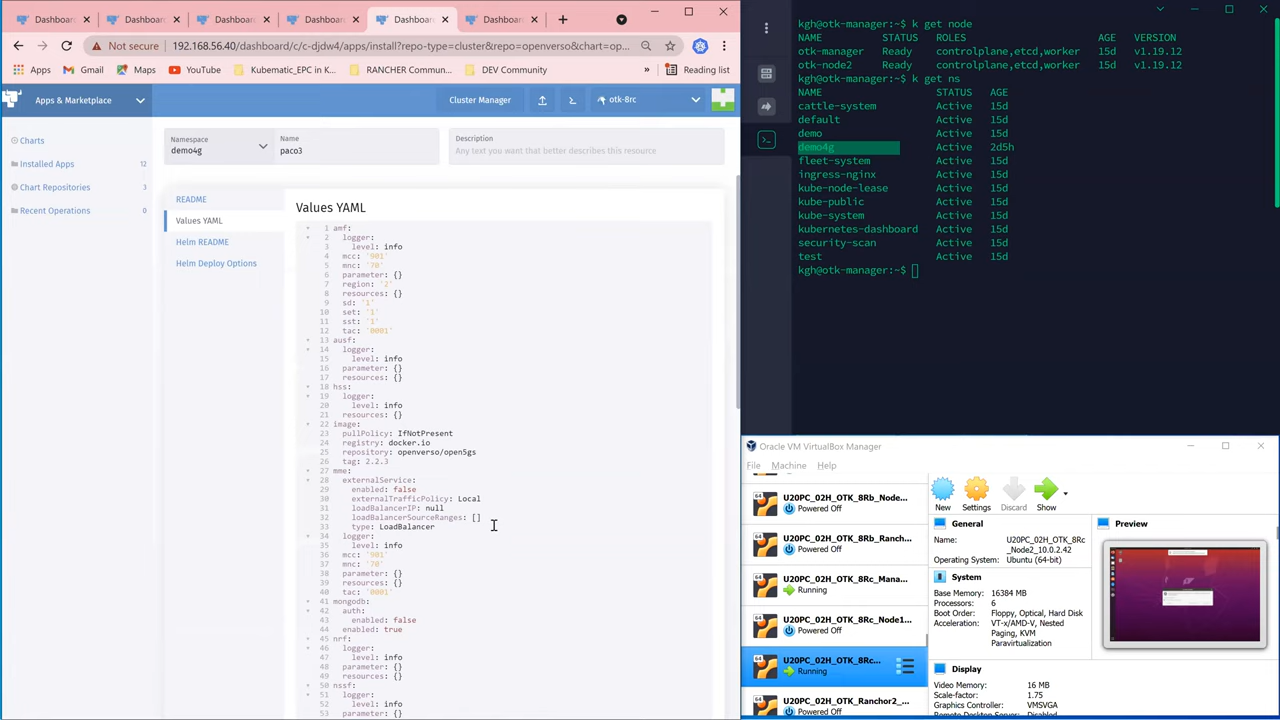 Dashboard
Dashboard
Dashboard
Dashboard
Dashboard
Dashboard
Not secure
192.168.56.40/dashboard/c/c-djdw4/apps/install?repo-type=cluster&repo=openverso&chart=op...
Apps
Gmail
Maps
YouTube
Kubematic_EPC in K...
RANCHER Commun...
DEV Community
»
Reading list
Apps & Marketplace
Cluster Manager
otk-8rc
Charts
Installed Apps 12
Chart Repositories 3
Recent Operations 0
Namespace
demo4g
Name
paco3
Description
Any text you want that better describes this resource
README
Values YAML
Helm README
Helm Deploy Options
Values YAML
1 amf:
2 logger:
3 level: info
4 mcc: '901'
5 mnc: '70'
6 parameter: {}
7 region: '2'
8 resources: {}
9 sd: '1'
10 set: '1'
11 sst: '1'
12 tac: '0001'
13 ausf:
14 logger:
15 level: info
16 parameter: {}
17 resources: {}
18 hss:
19 logger:
20 level: info
21 resources: {}
22 image:
23 pullPolicy: IfNotPresent
24 registry: docker.io
25 repository: openverso/open5gs
26 tag: 2.2.3
27 mme:
28 externalService:
29 enabled: false
30 externalTrafficPolicy: Local
31 loadBalancerIP: null
32 loadBalancerSourceRanges: []
33 type: LoadBalancer
34 logger:
35 level: info
36 mcc: '901'
37 mnc: '70'
38 parameter: {}
39 resources: {}
40 tac: '0001'
41 mongodb:
42 auth:
43 enabled: false
44 enabled: true
45 nrf:
46 logger:
47 level: info
48 parameter: {}
49 resources: {}
50 nssf:
51 logger:
52 level: info
53 parameter: {}
kgh@otk-manager:~$ k get node
NAME STATUS ROLES AGE VERSION
otk-manager Ready controlplane,etcd,worker 15d v1.19.12
otk-node2 Ready controlplane,etcd,worker 15d v1.19.12
kgh@otk-manager:~$ k get ns
NAME STATUS AGE
cattle-system Active 15d
default Active 15d
demo Active 15d
demo4g Active 2d5h
fleet-system Active 15d
ingress-nginx Active 15d
kube-node-lease Active 15d
kube-public Active 15d
kube-system Active 15d
kubernetes-dashboard Active 15d
security-scan Active 15d
test Active 15d
kgh@otk-manager:~$
Oracle VM VirtualBox Manager
File Machine Help
U20PC_02H_OTK_8Rb_Node...
Powered Off
U20PC_02H_OTK_8Rb_Ranch...
Powered Off
U20PC_02H_OTK_8Rc_Mana...
Running
U20PC_02H_OTK_8Rc_Node1...
Powered Off
U20PC_02H_OTK_8Rc...
Running
U20PC_02H_OTK_Ranchor2_...
Powered Off
New
Settings
Discard
Show
General
Name: U20PC_02H_OTK_8Rc
_Node2_10.0.2.42
Operating System: Ubuntu (64-bit)
System
Base Memory: 16384 MB
Processors: 6
Boot Order: Floppy, Optical, Hard Disk
Acceleration: VT-x/AMD-V, Nested
Paging, KVM
Paravirtualization
Display
Video Memory: 16 MB
Scale-factor: 1.75
Graphics Controller: VMSVGA
Remote Desktop Server: Disabled
Preview